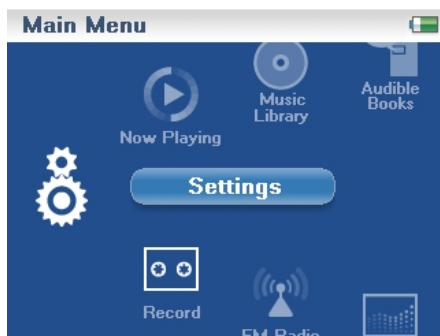 Main Menu
Music
Library
Audible
Books
Now Playing
Settings
Record
FM Radio